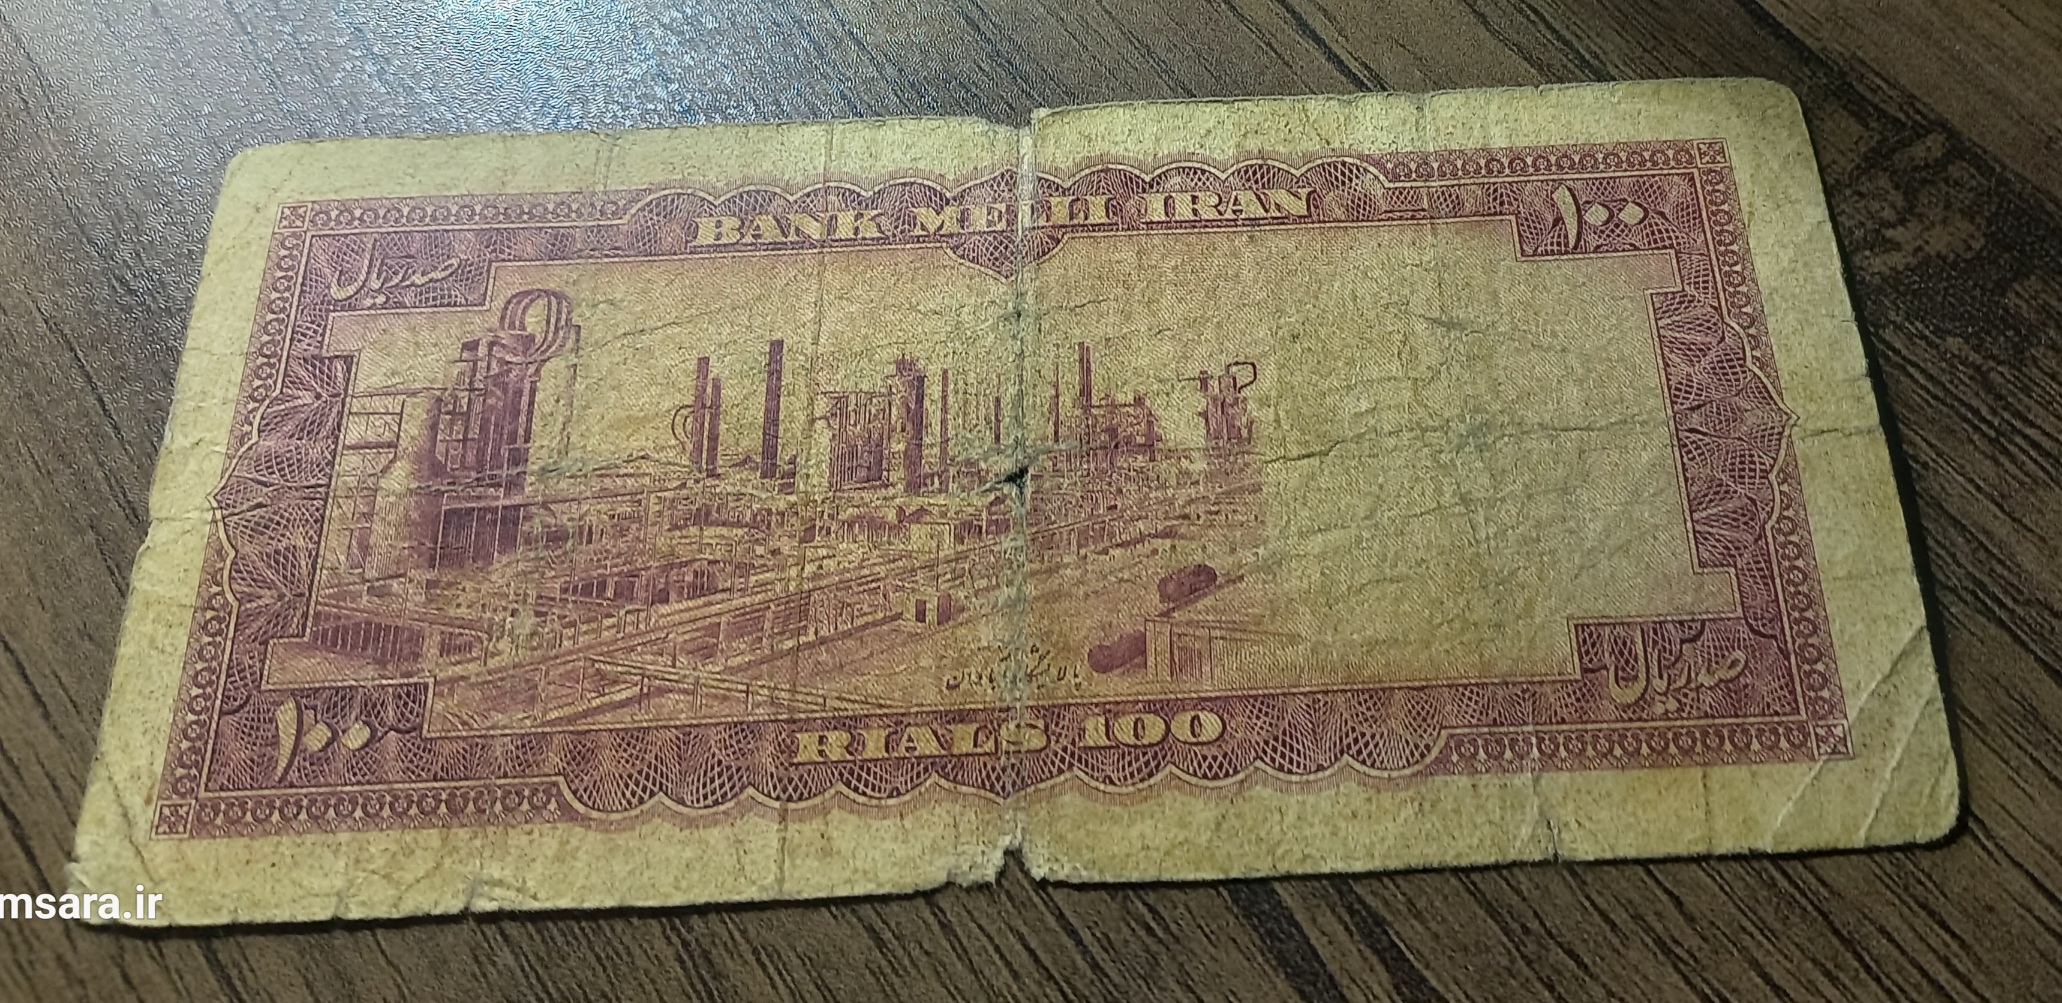 BANK MELLI IRAN
۱۰۰
صد ریال
پالایشگاه آبادان
صد ریال
۱۰۰
RIALS 100
msara.ir